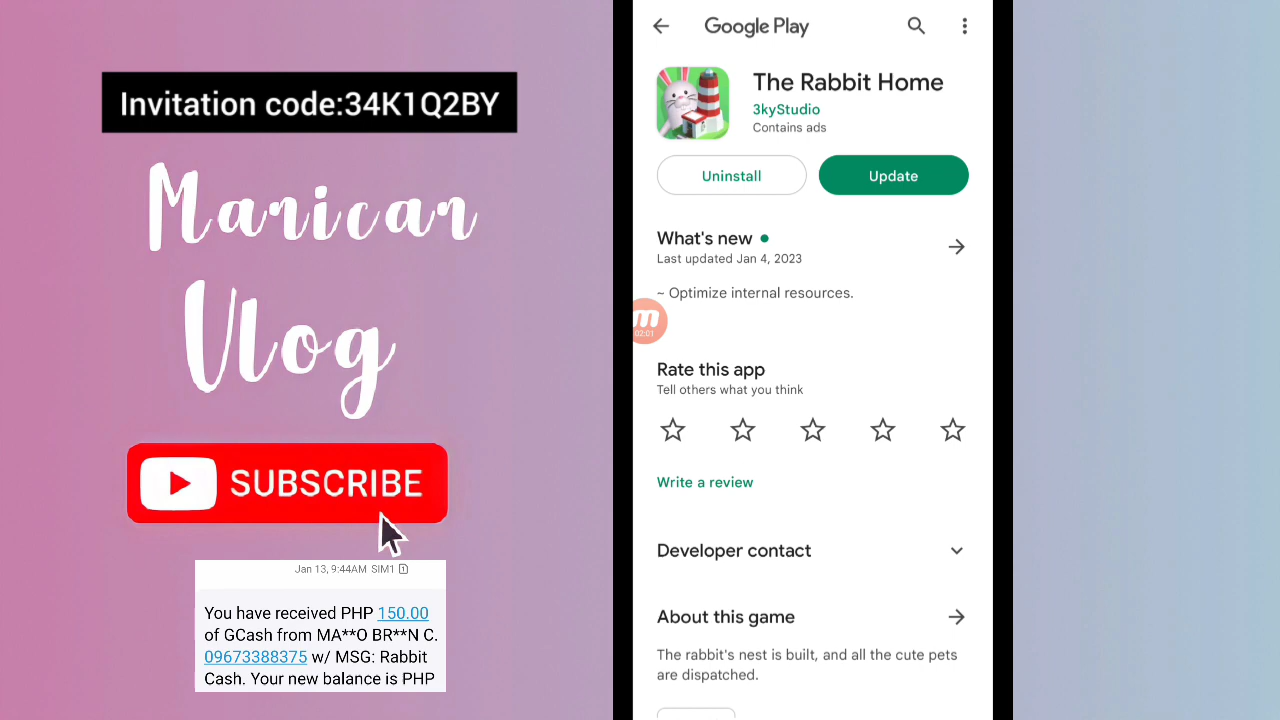 Invitation code:34K1Q2BY
Manican
Vlog
SUBSCRIBE
Jan 13, 9:44AM SIM1 1
You have received PHP 150.00
of GCash from MA**O BR**N C.
09673388375 w/ MSG: Rabbit
Cash. Your new balance is PHP
Google Play
The Rabbit Home
3kyStudio
Contains ads
Uninstall
Update
What's new
Last updated Jan 4, 2023
~ Optimize internal resources.
m
02:01
Rate this app
Tell others what you think
Write a review
Developer contact
About this game
The rabbit's nest is built, and all the cute pets
are dispatched.